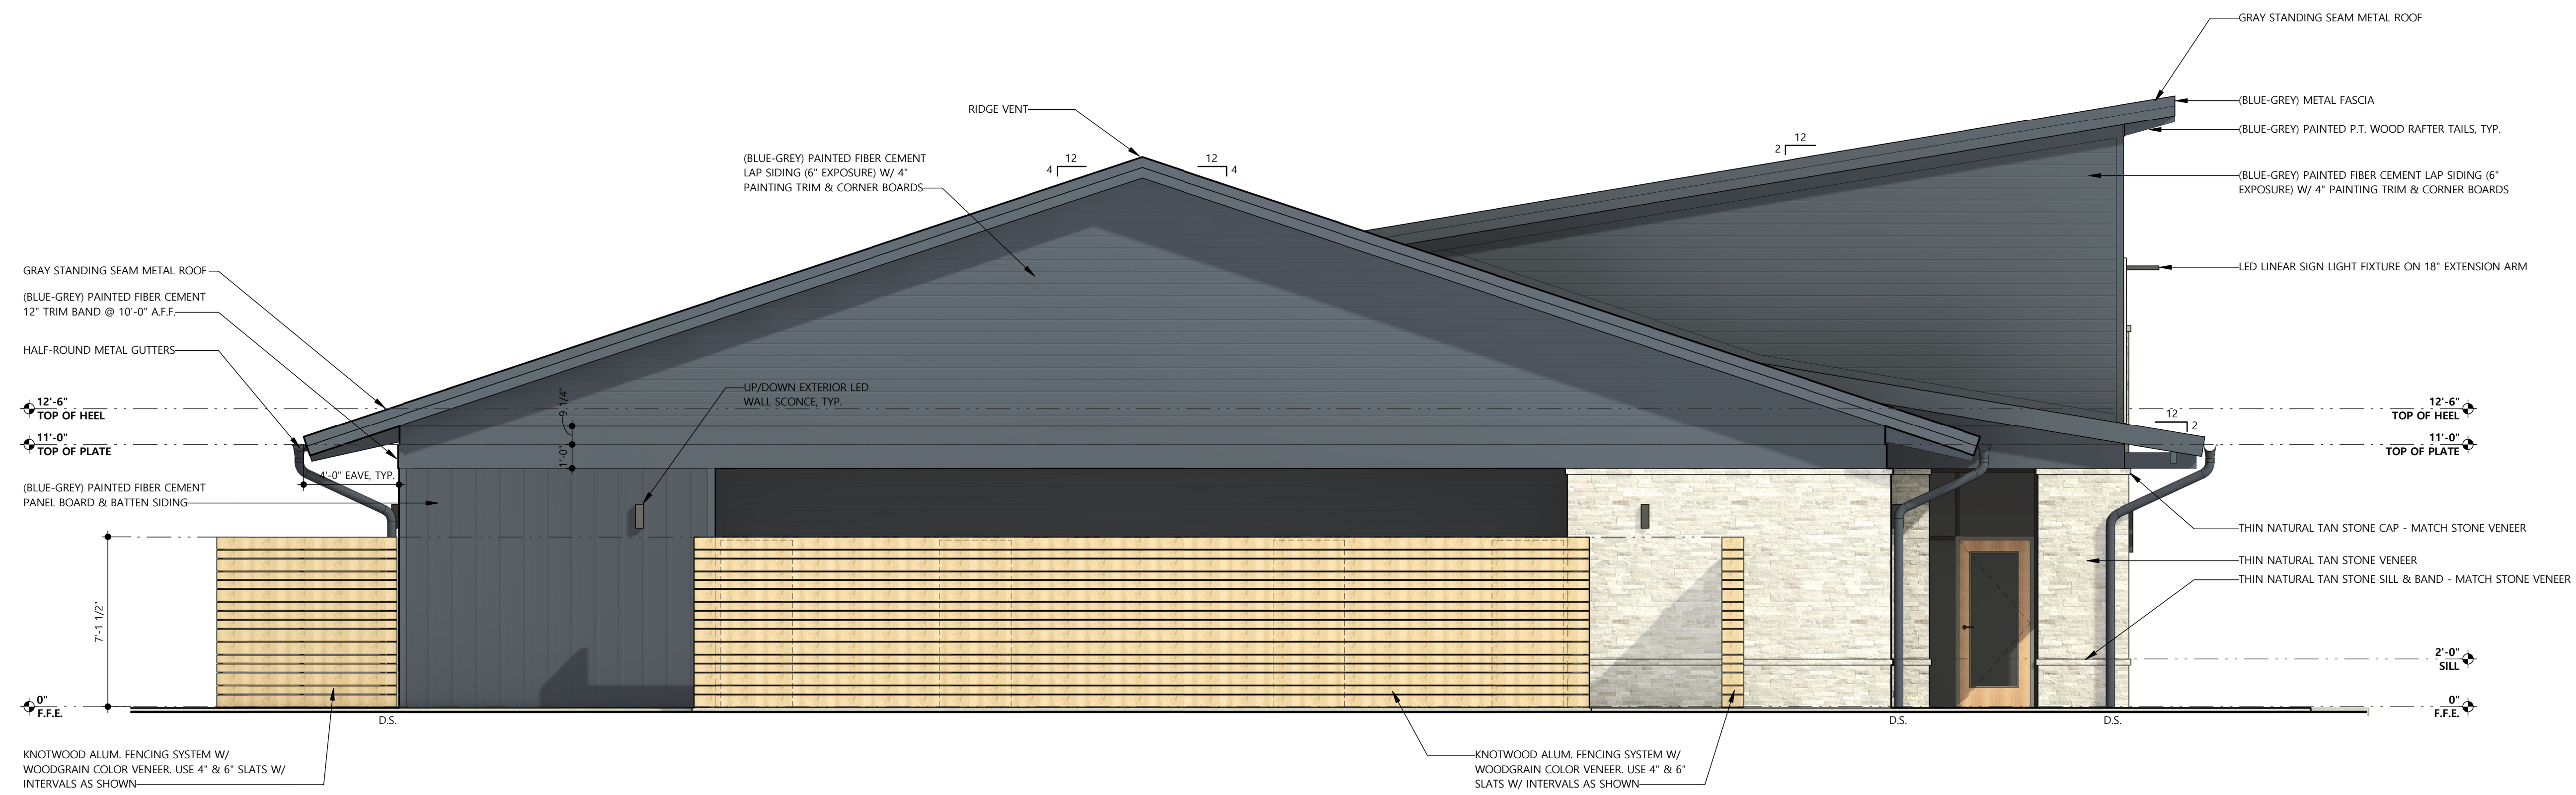 GRAY STANDING SEAM METAL ROOF
(BLUE-GREY) METAL FASCIA
(BLUE-GREY) PAINTED P.T. WOOD RAFTER TAILS, TYP.
(BLUE-GREY) PAINTED FIBER CEMENT LAP SIDING (6"
EXPOSURE) W/ 4" PAINTING TRIM & CORNER BOARDS
LED LINEAR SIGN LIGHT FIXTURE ON 18" EXTENSION ARM
RIDGE VENT
12
4
12
4
12
2
(BLUE-GREY) PAINTED FIBER CEMENT
LAP SIDING (6" EXPOSURE) W/ 4"
PAINTING TRIM & CORNER BOARDS
GRAY STANDING SEAM METAL ROOF
(BLUE-GREY) PAINTED FIBER CEMENT
12" TRIM BAND @ 10'-0" A.F.F.
HALF-ROUND METAL GUTTERS
12'-6"
TOP OF HEEL
11'-0"
TOP OF PLATE
4'-0" EAVE, TYP.
(BLUE-GREY) PAINTED FIBER CEMENT
PANEL BOARD & BATTEN SIDING
9 1/4"
1'-0"
UP/DOWN EXTERIOR LED
WALL SCONCE, TYP.
12'-6"
TOP OF HEEL
12
2
11'-0"
TOP OF PLATE
THIN NATURAL TAN STONE CAP - MATCH STONE VENEER
THIN NATURAL TAN STONE VENEER
THIN NATURAL TAN STONE SILL & BAND - MATCH STONE VENEER
7'-1 1/2"
2'-0"
SILL
0"
F.F.E.
0"
F.F.E.
D.S.
D.S.
D.S.
KNOTWOOD ALUM. FENCING SYSTEM W/
WOODGRAIN COLOR VENEER. USE 4" & 6" SLATS W/
INTERVALS AS SHOWN
KNOTWOOD ALUM. FENCING SYSTEM W/
WOODGRAIN COLOR VENEER. USE 4" & 6"
SLATS W/ INTERVALS AS SHOWN